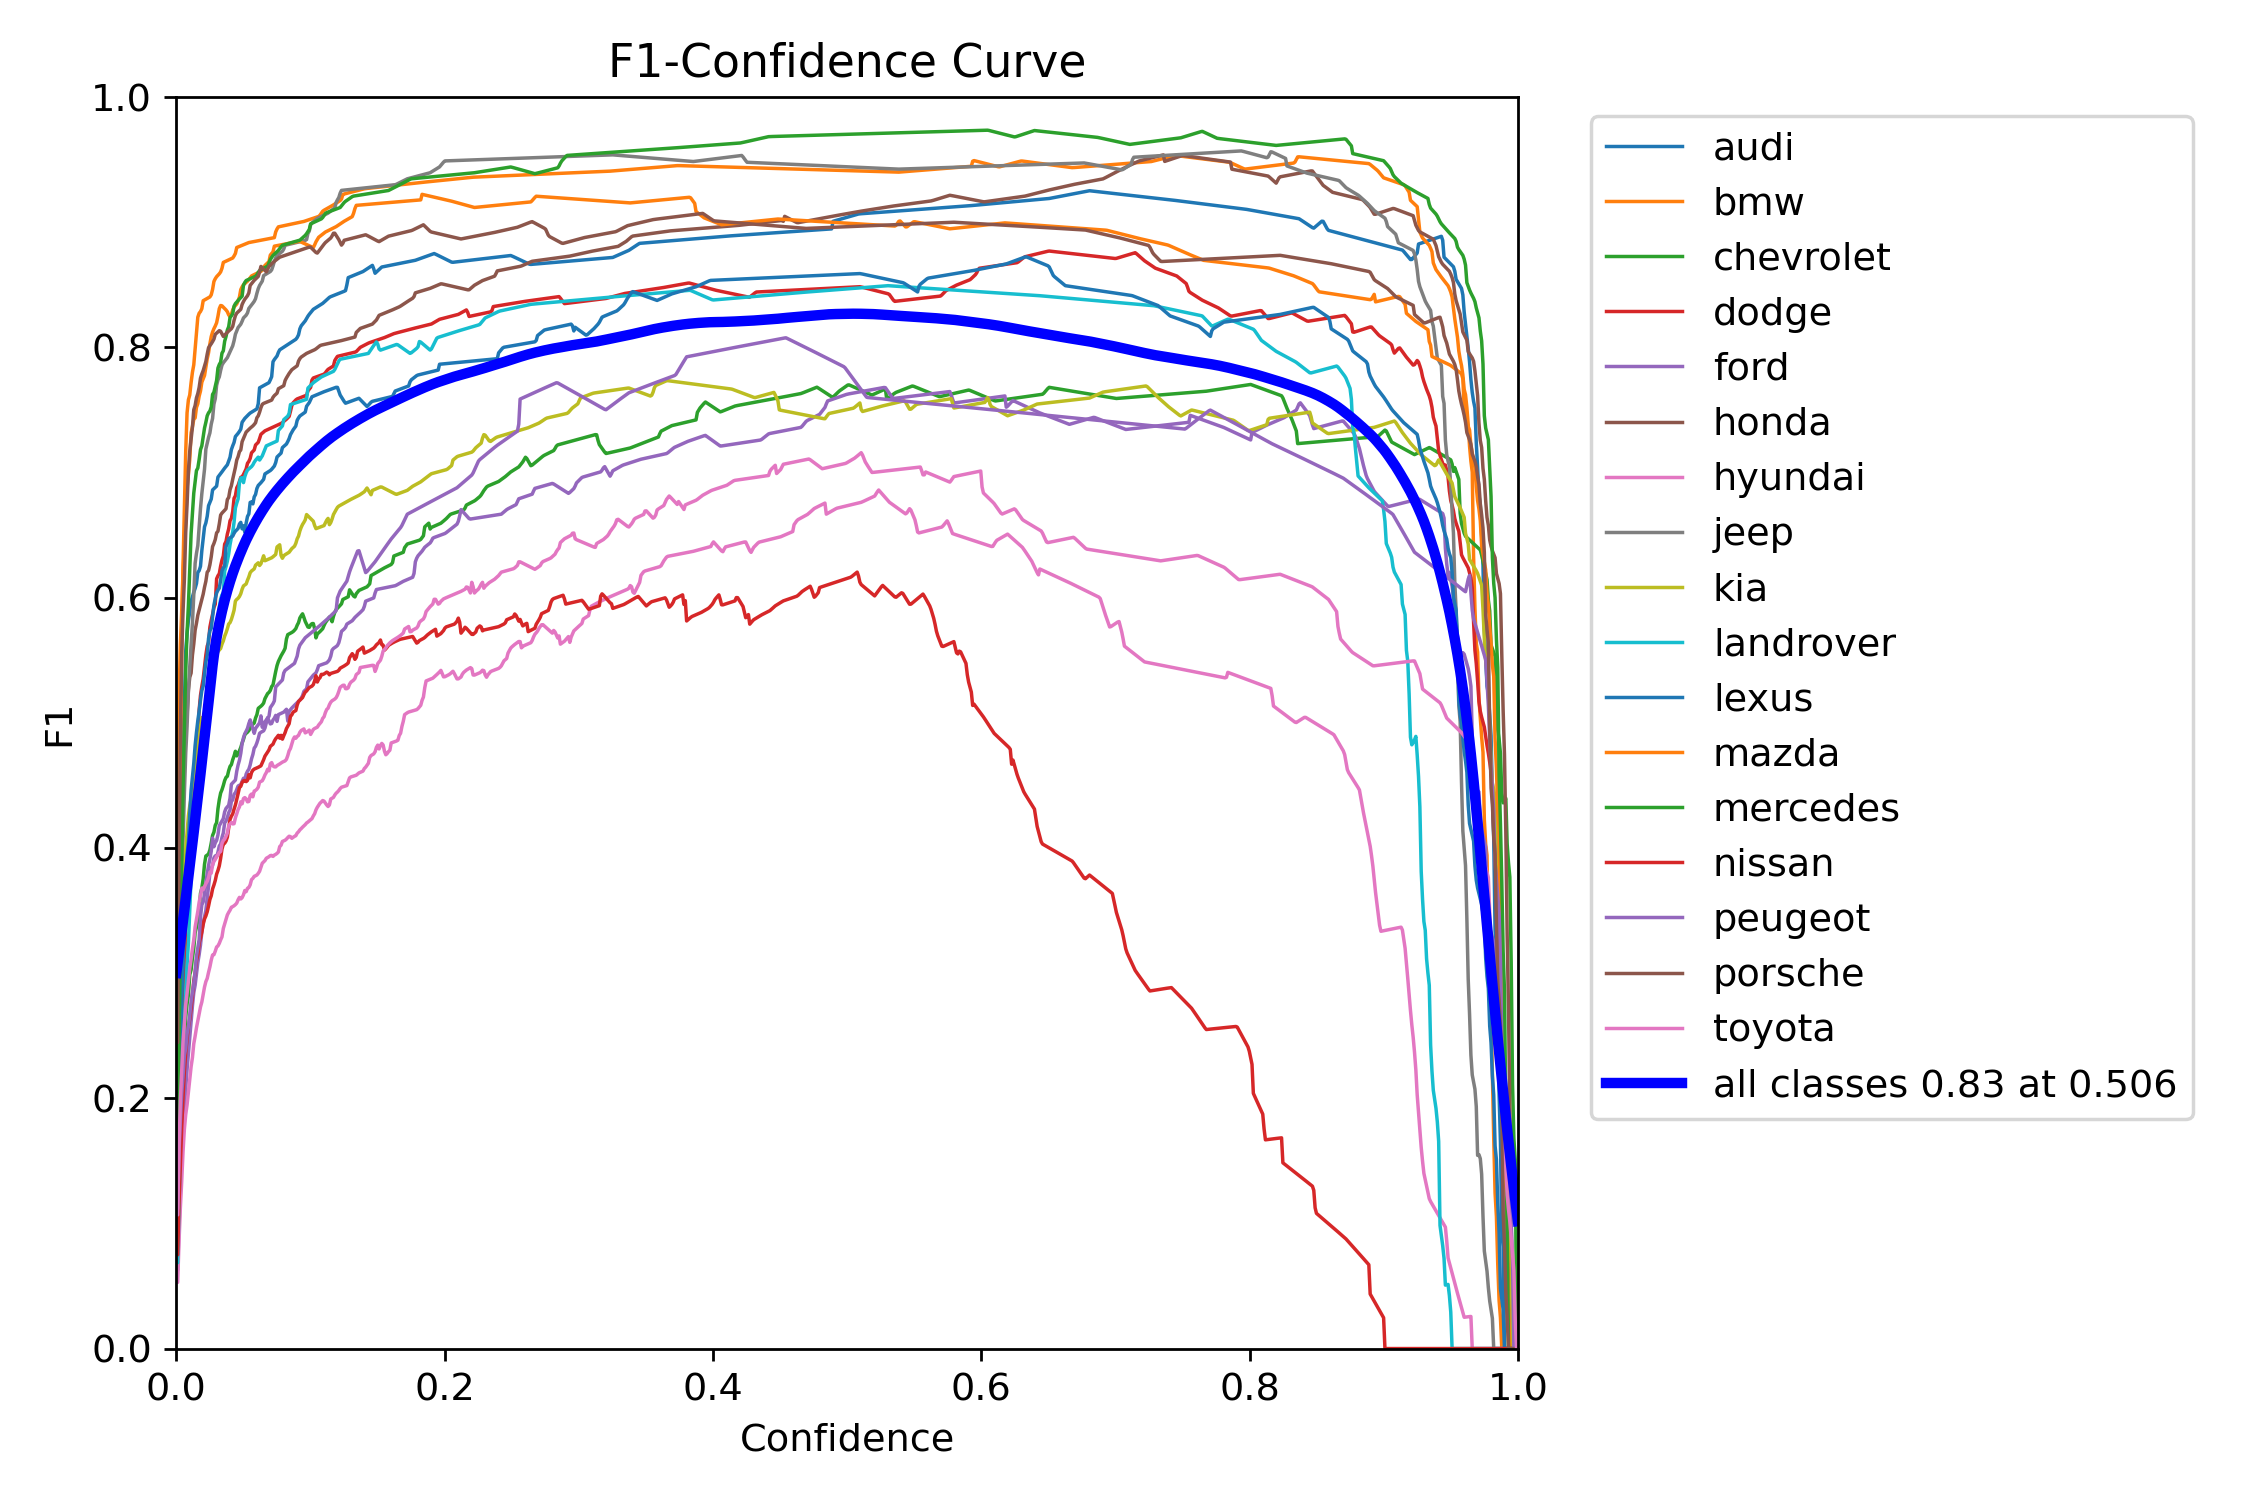 F1-Confidence Curve
1.0
0.8
0.6
0.4
0.2
0.0
F1
0.0 0.2 0.4 0.6 0.8 1.0
Confidence
audi
bmw
chevrolet
dodge
ford
honda
hyundai
jeep
kia
landrover
lexus
mazda
mercedes
nissan
peugeot
porsche
toyota
all classes 0.83 at 0.506